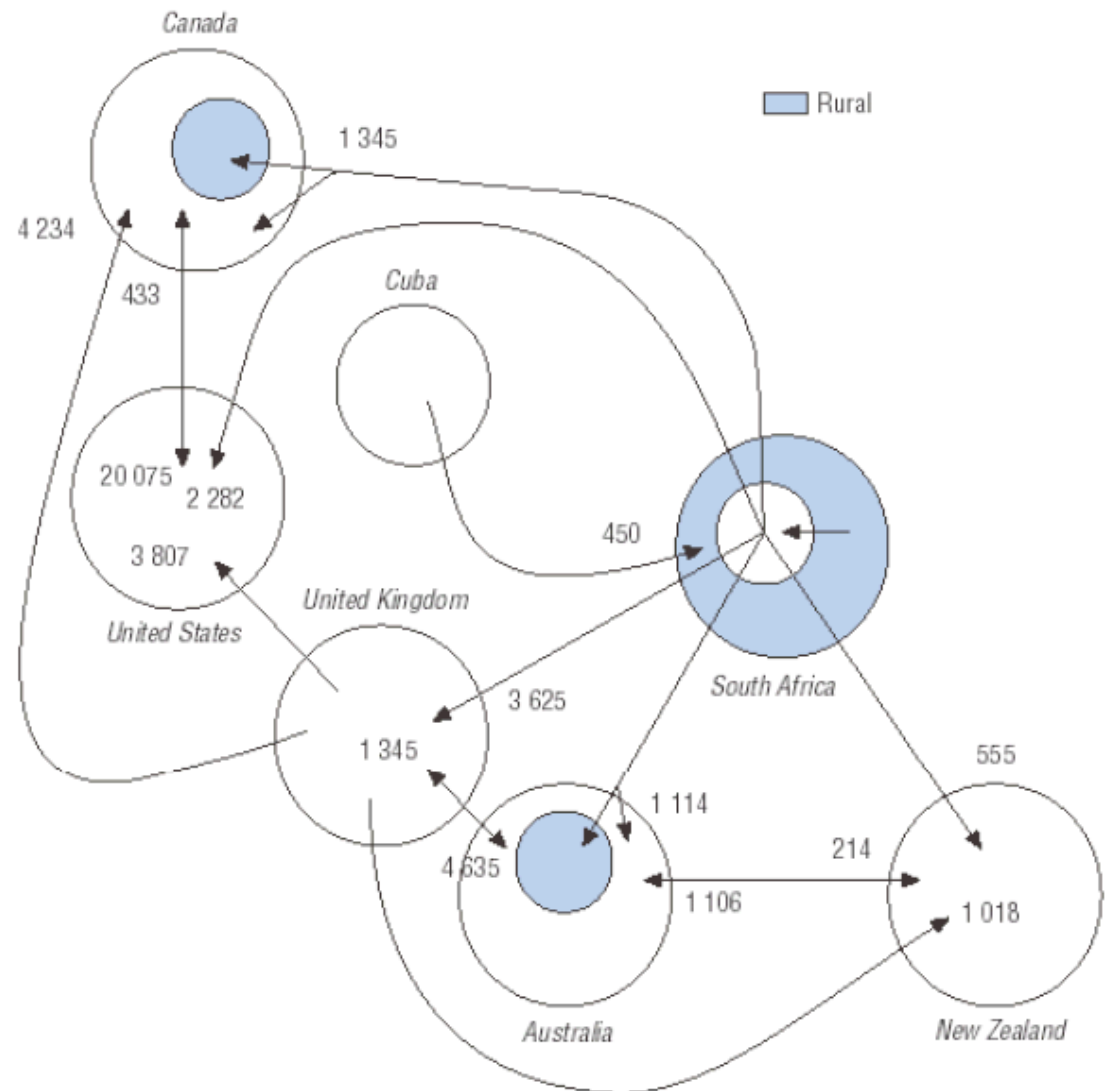 Canada
Rural
1 345
4 234
433
Cuba
20 075
2 282
3 807
450
United Kingdom
United States
South Africa
3 625
1 345
555
1 114
214
4 635
1 106
1 018
Australia
New Zealand